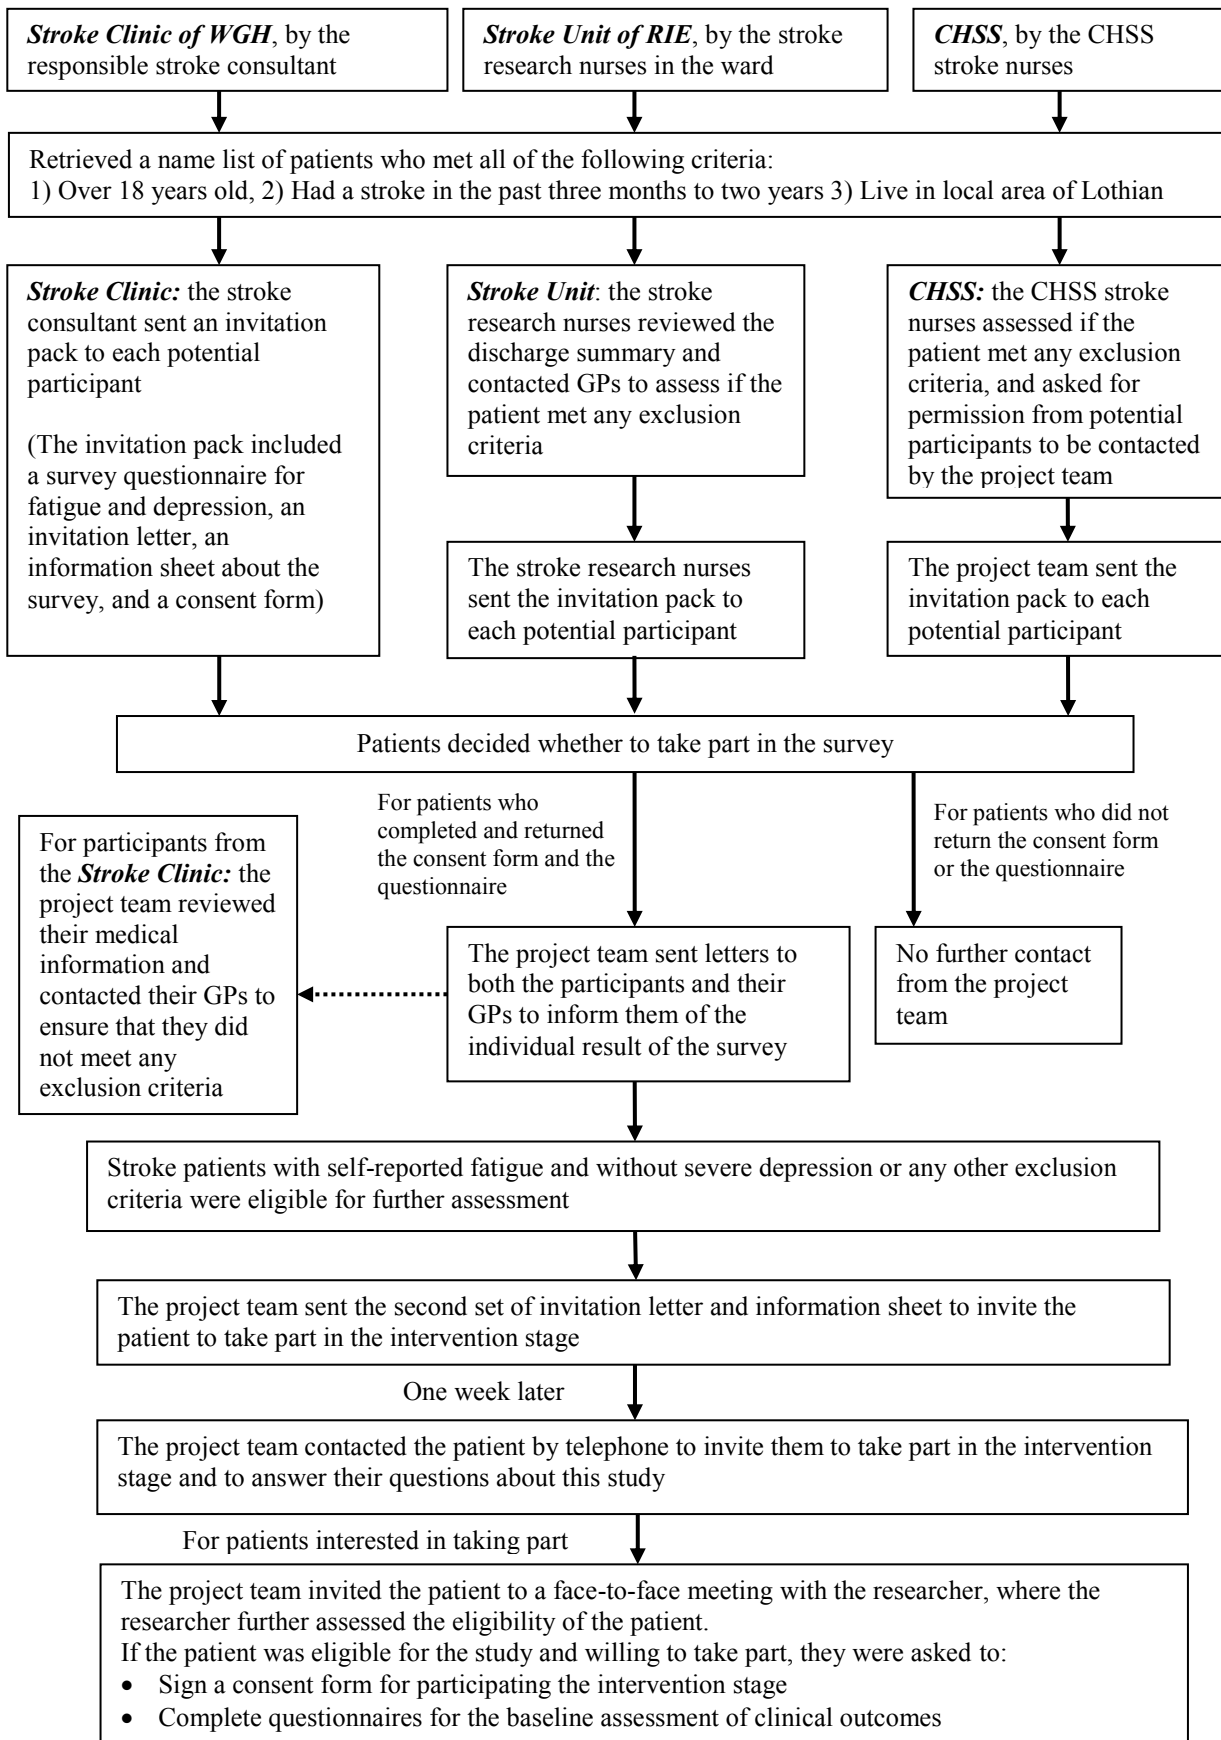 Stroke Clinic of WGH, by the
responsible stroke consultant
Stroke Unit of RIE, by the stroke
research nurses in the ward
CHSS, by the CHSS
stroke nurses
Retrieved a name list of patients who met all of the following criteria:
1) Over 18 years old, 2) Had a stroke in the past three months to two years 3) Live in local area of Lothian
Stroke Clinic: the stroke
consultant sent an invitation
pack to each potential
participant
(The invitation pack included
a survey questionnaire for
fatigue and depression, an
invitation letter, an
information sheet about the
survey, and a consent form)
Stroke Unit: the stroke
research nurses reviewed the
discharge summary and
contacted GPs to assess if the
patient met any exclusion
criteria
CHSS: the CHSS stroke
nurses assessed if the
patient met any exclusion
criteria, and asked for
permission from potential
participants to be contacted
by the project team
The stroke research nurses
sent the invitation pack to
each potential participant
The project team sent the
invitation pack to each
potential participant
Patients decided whether to take part in the survey
For patients who
completed and returned
the consent form and the
questionnaire
For patients who did not
return the consent form
or the questionnaire
For participants from
the Stroke Clinic: the
project team reviewed
their medical
information and
contacted their GPs to
ensure that they did
not meet any
exclusion criteria
The project team sent letters to
both the participants and their
GPs to inform them of the
individual result of the survey
No further contact
from the project
team
Stroke patients with self-reported fatigue and without severe depression or any other exclusion
criteria were eligible for further assessment
The project team sent the second set of invitation letter and information sheet to invite the
patient to take part in the intervention stage
One week later
The project team contacted the patient by telephone to invite them to take part in the intervention
stage and to answer their questions about this study
For patients interested in taking part
The project team invited the patient to a face-to-face meeting with the researcher, where the
researcher further assessed the eligibility of the patient.
If the patient was eligible for the study and willing to take part, they were asked to:
• Sign a consent form for participating the intervention stage
• Complete questionnaires for the baseline assessment of clinical outcomes